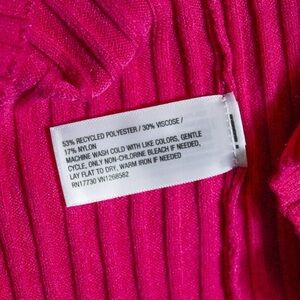 53% RECYCLED POLYESTER / 30% VISCOSE /
17% NYLON
MACHINE WASH COLD WITH LIKE COLORS, GENTLE
CYCLE, ONLY NON-CHLORINE BLEACH IF NEEDED,
LAY FLAT TO DRY, WARM IRON IF NEEDED
RN17730 VN1268582